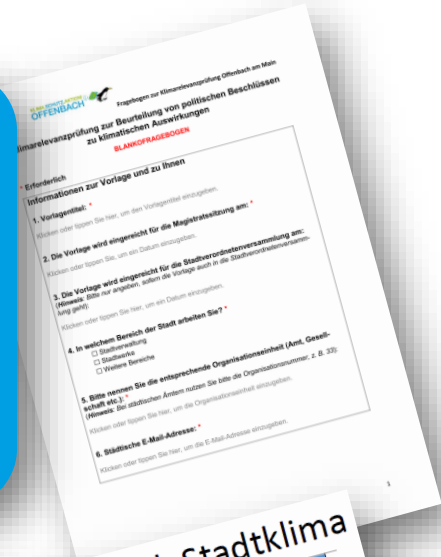 OFFENBACH
Fragebogen zur Klimarelevanzprüfung Offenbach am Main
limarelevanzprüfung zur Beurteilung von politischen Beschlüssen
zu klimatischen Auswirkungen
BLANKOFRAGEBOGEN
* Erforderlich
Informationen zur Vorlage und zu Ihnen
1. Vorlagentitel: *
Klicken oder tippen Sie hier, um den Vorlagentitel einzugeben.
2. Die Vorlage wird eingereicht für die Magistratssitzung am: *
Klicken oder tippen Sie, um ein Datum einzugeben.
3. Die Vorlage wird eingereicht für die Stadtverordnetenversammlung am:
(Hinweis: Bitte nur angeben, sofern die Vorlage auch in die Stadtverordnetenversamm-
lung geht):
Klicken oder tippen Sie hier, um ein Datum einzugeben.
4. In welchem Bereich der Stadt arbeiten Sie? *
☐ Stadtverwaltung
☐ Stadtwerke
☐ Weitere Bereiche
5. Bitte nennen Sie die entsprechende Organisationseinheit (Amt, Gesell-
schaft etc.): *
(Hinweis: Bei städtischen Ämtern nutzen Sie bitte die Organisationsnummer, z. B. 33):
Klicken oder tippen Sie hier, um die Organisationseinheit einzugeben.
6. Städtische E-Mail-Adresse: *
Klicken oder tippen Sie hier, um die E-Mail-Adresse einzugeben.
Stadtklima